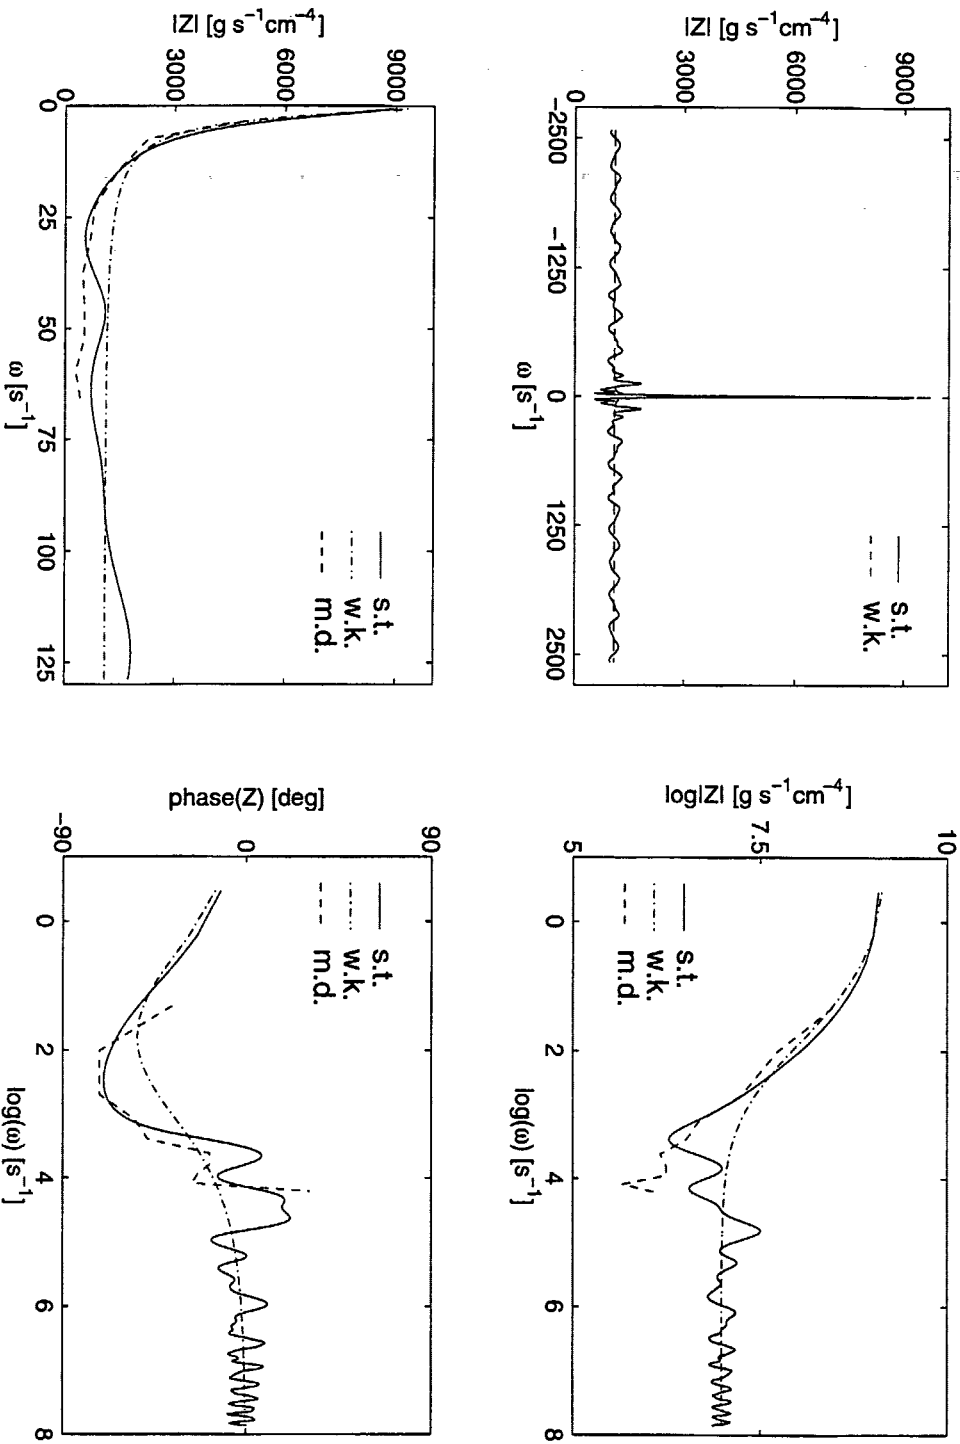 |Z| [g s⁻¹cm⁻⁴]
9000
6000
3000
0
-2500 -1250 0 1250 2500
ω [s⁻¹]
s.t.
w.k.
log|Z| [g s⁻¹cm⁻⁴]
10
7.5
5
0 2 4 6 8
log(ω) [s⁻¹]
s.t.
w.k.
m.d.
|Z| [g s⁻¹cm⁻⁴]
9000
6000
3000
0
0 25 50 75 100 125
ω [s⁻¹]
s.t.
w.k.
m.d.
phase(Z) [deg]
90
0
-90
0 2 4 6 8
log(ω) [s⁻¹]
s.t.
w.k.
m.d.